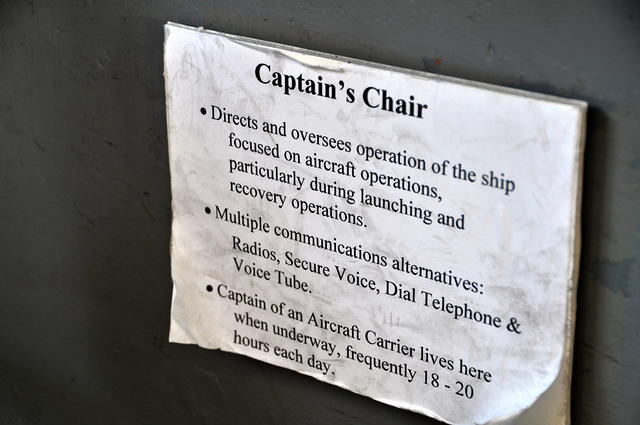 Captain's Chair
• Directs and oversees operation of the ship
focused on aircraft operations,
particularly during launching and
recovery operations.
• Multiple communications alternatives:
Radios, Secure Voice, Dial Telephone &
Voice Tube.
• Captain of an Aircraft Carrier lives here
when underway, frequently 18 - 20
hours each day.